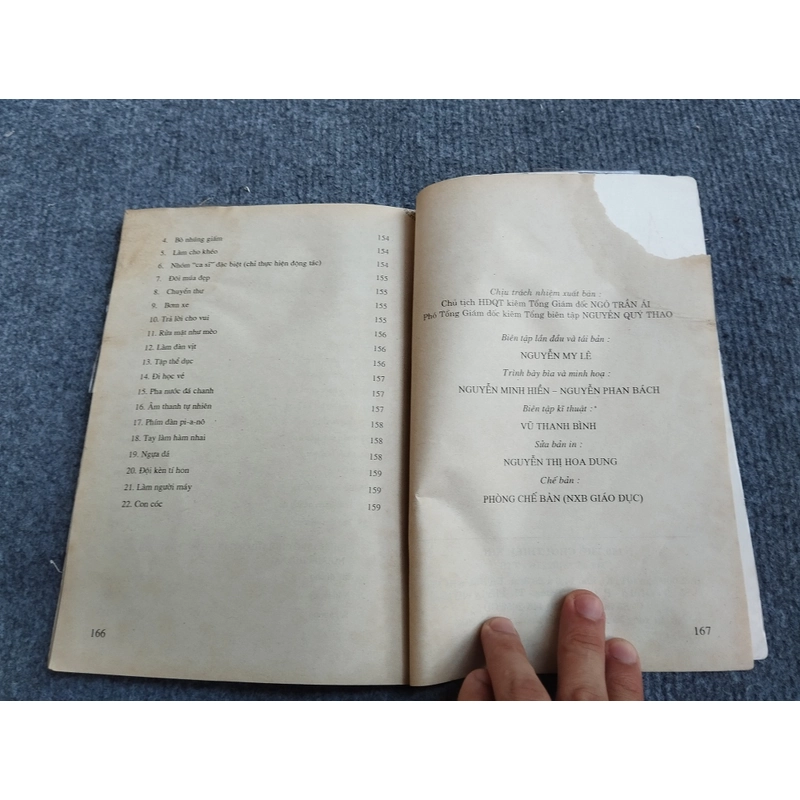 4. Bò những giăm 154
5. Làm cho khéo 154
6. Nhóm "ca sĩ" đặc biệt (chỉ thực hiện động tác) 154
7. Đôi múa đẹp 155
8. Chuyển thư 155
9. Bơm xe 155
10. Trả lời cho vui 155
11. Rửa mặt như mèo 156
12. Làm đàn vịt 156
13. Tập thể dục 156
14. Đi học về 157
15. Pha nước đá chanh 157
16. Âm thanh tự nhiên 157
17. Phím đàn pi-a-nô 158
18. Tay làm hàm nhai 158
19. Ngựa đá 158
20. Đội kèn tí hon 159
21. Làm người máy 159
22. Con cóc 159
166
Chịu trách nhiệm xuất bản :
Chủ tịch HĐQT kiêm Tổng Giám đốc NGÔ TRẦN ÁI
Phó Tổng Giám đốc kiêm Tổng biên tập NGUYỄN QUÝ THAO
Biên tập lần đầu và tái bản :
NGUYỄN MY LÊ
Trình bày bìa và minh hoạ :
NGUYỄN MINH HIỀN – NGUYỄN PHAN BÁCH
Biên tập kĩ thuật :
VŨ THANH BÌNH
Sửa bản in :
NGUYỄN THỊ HOA DUNG
Chế bản :
PHÒNG CHẾ BẢN (NXB GIÁO DỤC)
167